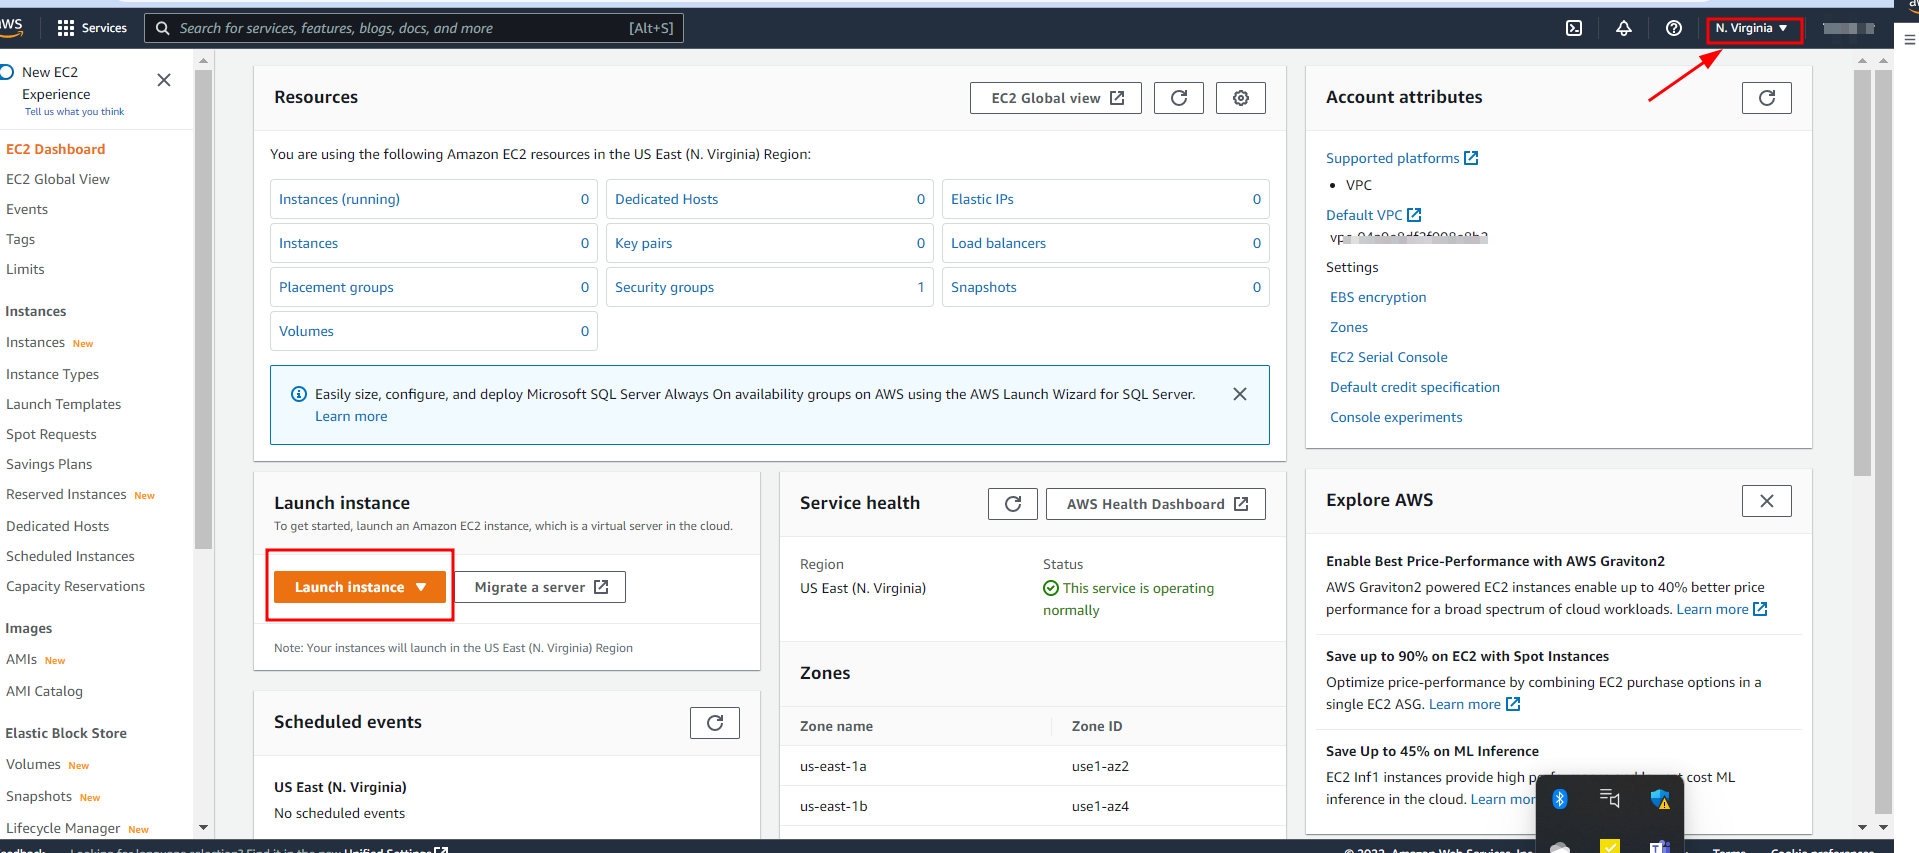 aws
Services
Search for services, features, blogs, docs, and more
[Alt+S]
N. Virginia
New EC2
Experience
Tell us what you think
EC2 Dashboard
EC2 Global View
Events
Tags
Limits
Instances
Instances New
Instance Types
Launch Templates
Spot Requests
Savings Plans
Reserved Instances New
Dedicated Hosts
Scheduled Instances
Capacity Reservations
Images
AMIs New
AMI Catalog
Elastic Block Store
Volumes New
Snapshots New
Lifecycle Manager New
Resources
EC2 Global view
You are using the following Amazon EC2 resources in the US East (N. Virginia) Region:
Instances (running) 0
Dedicated Hosts 0
Elastic IPs 0
Instances 0
Key pairs 0
Load balancers 0
Placement groups 0
Security groups 1
Snapshots 0
Volumes 0
Easily size, configure, and deploy Microsoft SQL Server Always On availability groups on AWS using the AWS Launch Wizard for SQL Server.
Learn more
Launch instance
To get started, launch an Amazon EC2 instance, which is a virtual server in the cloud.
Launch instance
Migrate a server
Note: Your instances will launch in the US East (N. Virginia) Region
Scheduled events
US East (N. Virginia)
No scheduled events
Service health
AWS Health Dashboard
Region
US East (N. Virginia)
Status
This service is operating
normally
Zones
Zone name Zone ID
us-east-1a use1-az2
us-east-1b use1-az4
Account attributes
Supported platforms
• VPC
Default VPC
Settings
EBS encryption
Zones
EC2 Serial Console
Default credit specification
Console experiments
Explore AWS
Enable Best Price-Performance with AWS Graviton2
AWS Graviton2 powered EC2 instances enable up to 40% better price
performance for a broad spectrum of cloud workloads. Learn more
Save up to 90% on EC2 with Spot Instances
Optimize price-performance by combining EC2 purchase options in a
single EC2 ASG. Learn more
Save Up to 45% on ML Inference
EC2 Inf1 instances provide high cost ML
inference in the cloud. Learn
Looking for language selection? Find it in the new Unified Settings
© 2022, Amazon Web Services, Inc.
Terms
Cookie preferences